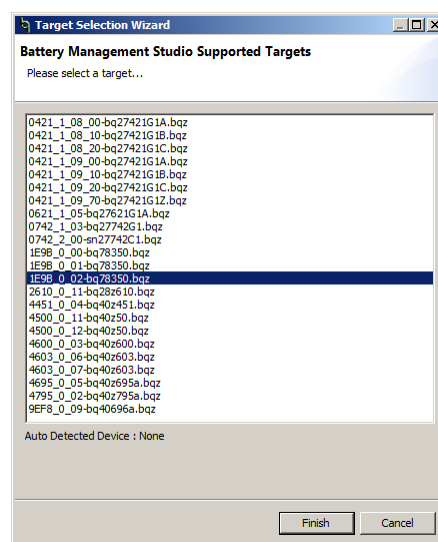 Target Selection Wizard
Battery Management Studio Supported Targets
Please select a target...
0421_1_08_00-bq27421G1A.bqz
0421_1_08_10-bq27421G1B.bqz
0421_1_08_20-bq27421G1C.bqz
0421_1_09_00-bq27421G1A.bqz
0421_1_09_10-bq27421G1B.bqz
0421_1_09_20-bq27421G1C.bqz
0421_1_09_70-bq27421G1Z.bqz
0621_1_05-bq27621G1A.bqz
0742_1_03-bq27742G1.bqz
0742_2_00-sn27742C1.bqz
1E9B_0_00-bq78350.bqz
1E9B_0_01-bq78350.bqz
1E9B_0_02-bq78350.bqz
2610_0_11-bq28z610.bqz
4451_0_04-bq40z451.bqz
4500_0_11-bq40z50.bqz
4500_0_12-bq40z50.bqz
4600_0_03-bq40z600.bqz
4603_0_06-bq40z603.bqz
4603_0_07-bq40z603.bqz
4695_0_05-bq40z695a.bqz
4795_0_02-bq40z795a.bqz
9EF8_0_09-bq40696a.bqz
Auto Detected Device : None
Finish Cancel